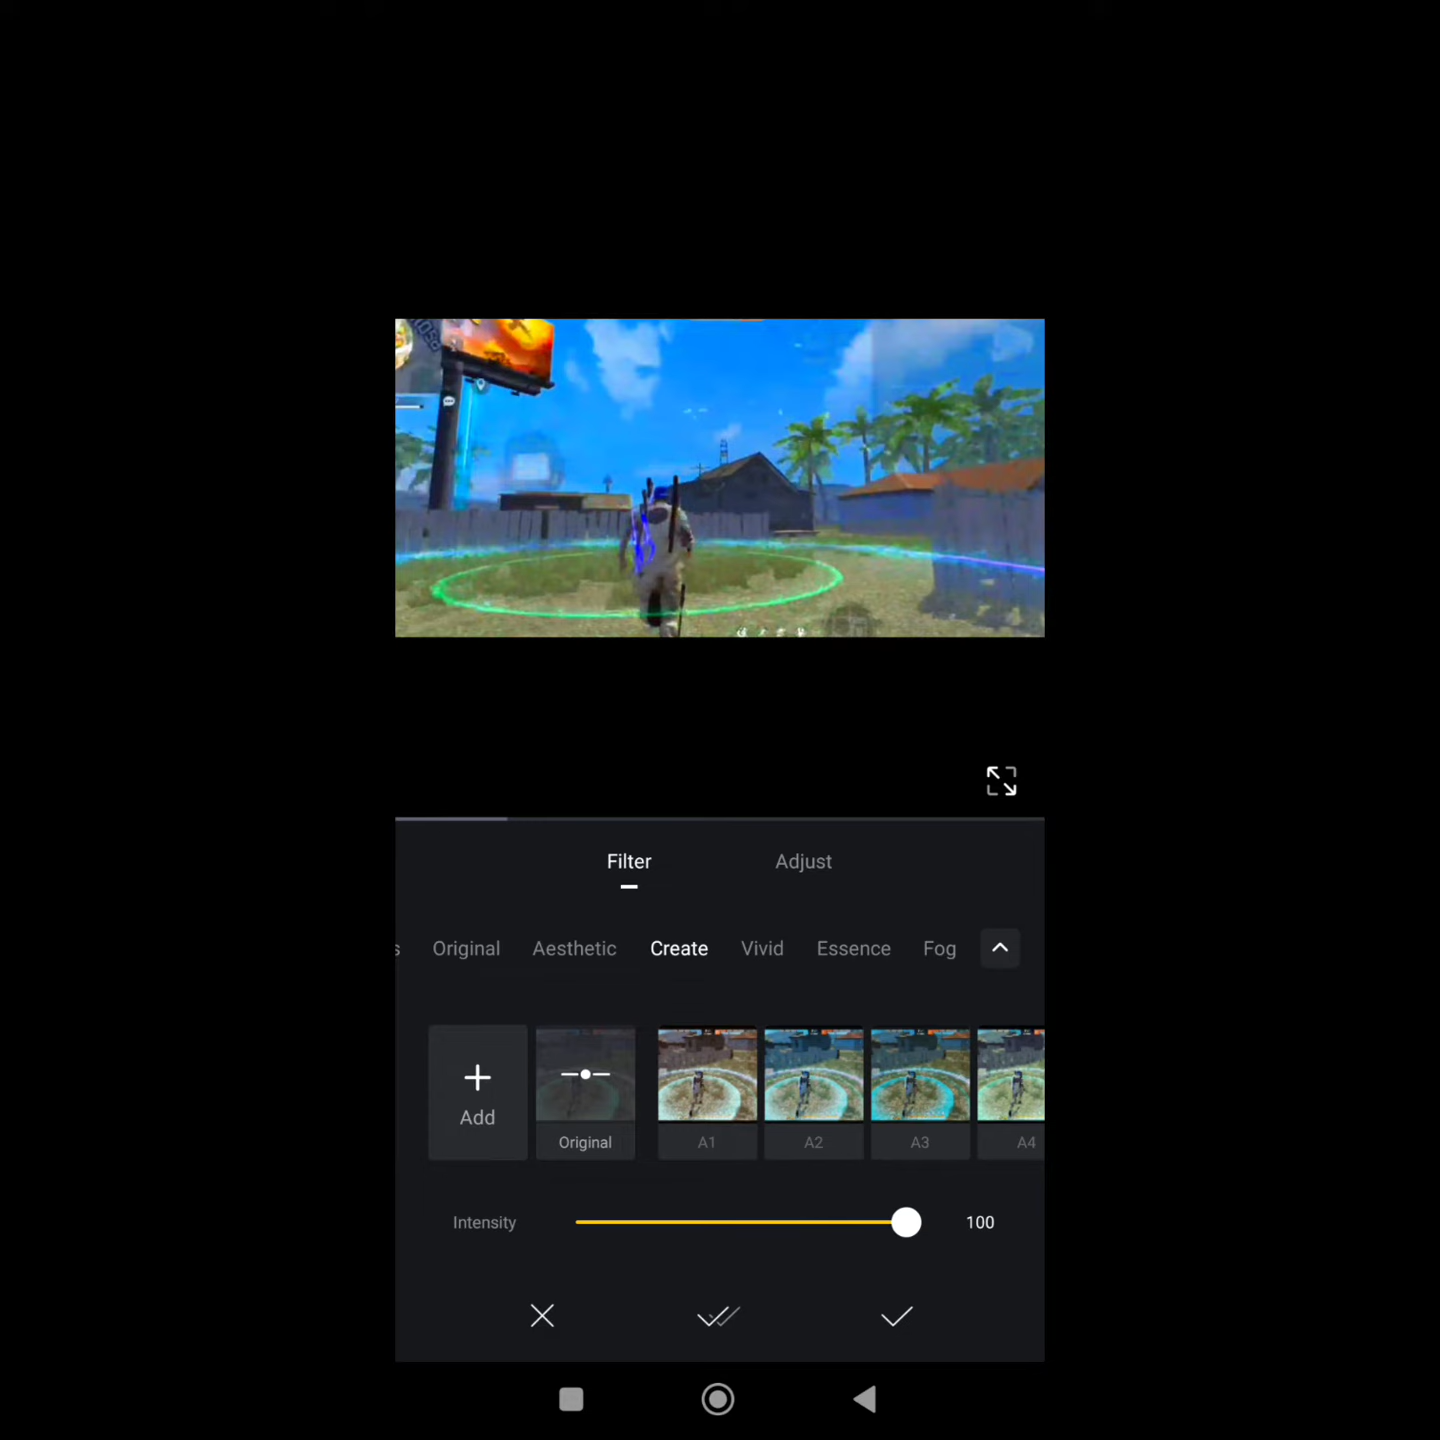 Filter Adjust
s Original Aesthetic Create Vivid Essence Fog
Add
Original A1 A2 A3 A4
Intensity 100